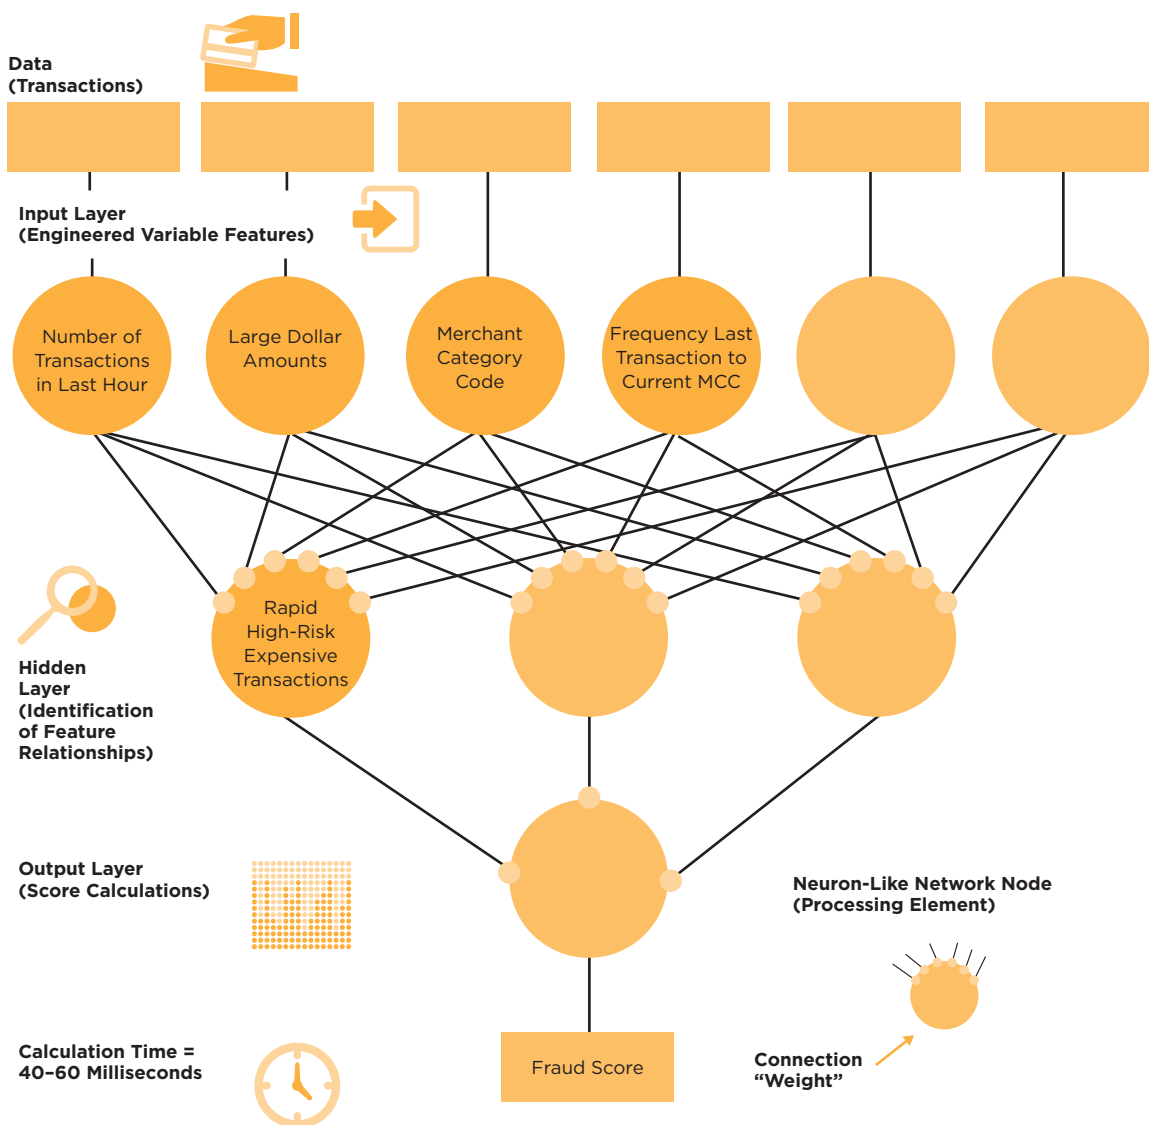 Data
(Transactions)
Input Layer
(Engineered Variable Features)
Number of
Transactions
in Last Hour
Large Dollar
Amounts
Merchant
Category
Code
Frequency Last
Transaction to
Current MCC
Rapid
High-Risk
Expensive
Transactions
Hidden
Layer
(Identification
of Feature
Relationships)
Output Layer
(Score Calculations)
Neuron-Like Network Node
(Processing Element)
Connection
“Weight”
Calculation Time =
40–60 Milliseconds
Fraud Score